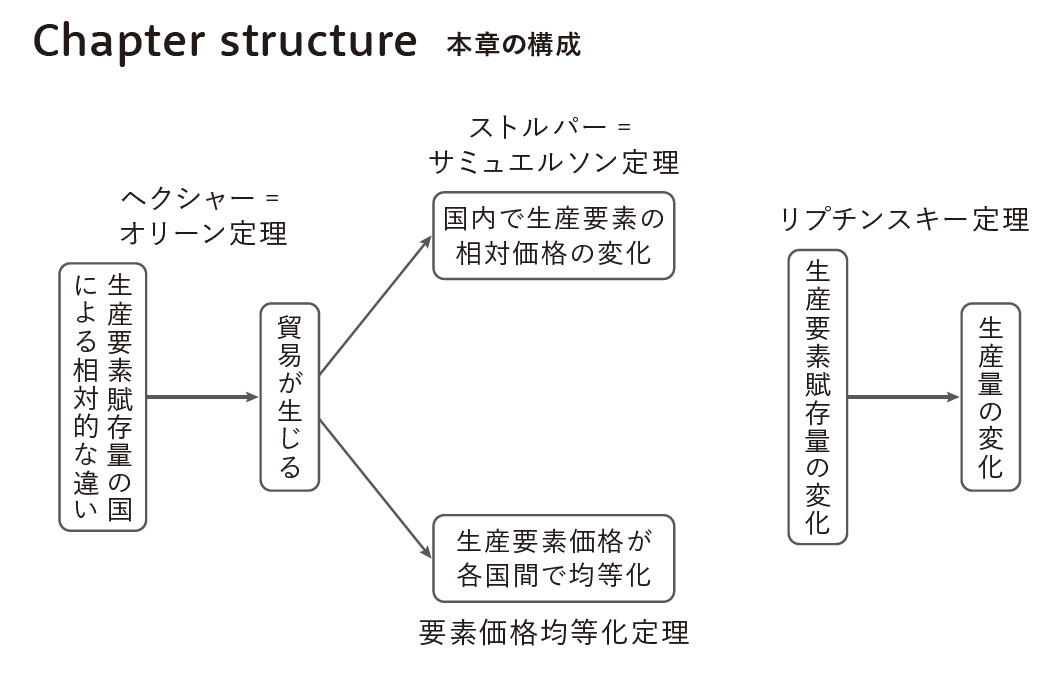 Chapter structure 本章の構成
ヘクシャー＝
オリーン定理
生産要素賦存量の国
による相対的な違い
貿易が生じる
ストルパー＝
サミュエルソン定理
国内で生産要素の
相対価格の変化
生産要素価格が
各国間で均等化
要素価格均等化定理
リプチンスキー定理
生産要素賦存量の変化
生産量の変化